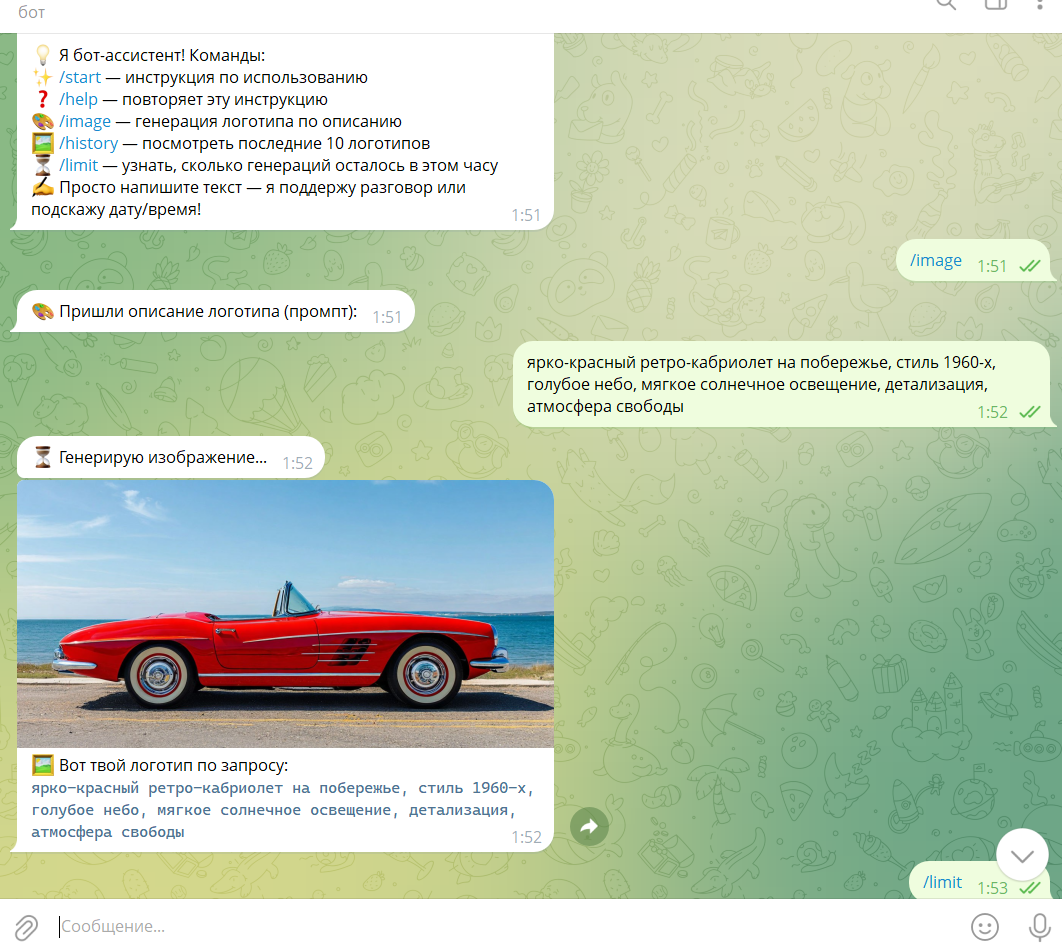 бот
💡 Я бот-ассистент! Команды:
✨ /start — инструкция по использованию
❓ /help — повторяет эту инструкцию
🎨 /image — генерация логотипа по описанию
🖼️ /history — посмотреть последние 10 логотипов
⏳ /limit — узнать, сколько генераций осталось в этом часу
✍️ Просто напишите текст — я поддержу разговор или
подскажу дату/время!
1:51
/image 1:51
🎨 Пришли описание логотипа (промпт): 1:51
ярко-красный ретро-кабриолет на побережье, стиль 1960-х,
голубое небо, мягкое солнечное освещение, детализация,
атмосфера свободы 1:52
⏳ Генерирую изображение... 1:52
🖼️ Вот твой логотип по запросу:
ярко-красный ретро-кабриолет на побережье, стиль 1960-х,
голубое небо, мягкое солнечное освещение, детализация,
атмосфера свободы 1:52
/limit 1:53
Сообщение...